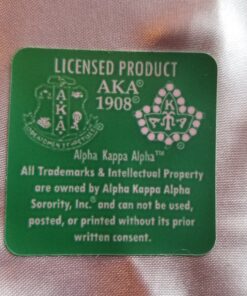 LICENSED PRODUCT
AKA©
1908©
AKA
Alpha Kappa Alpha™
All Trademarks & Intellectual Property
are owned by Alpha Kappa Alpha
Sorority, Inc.® and can not be used,
posted, or printed without its prior
written consent.